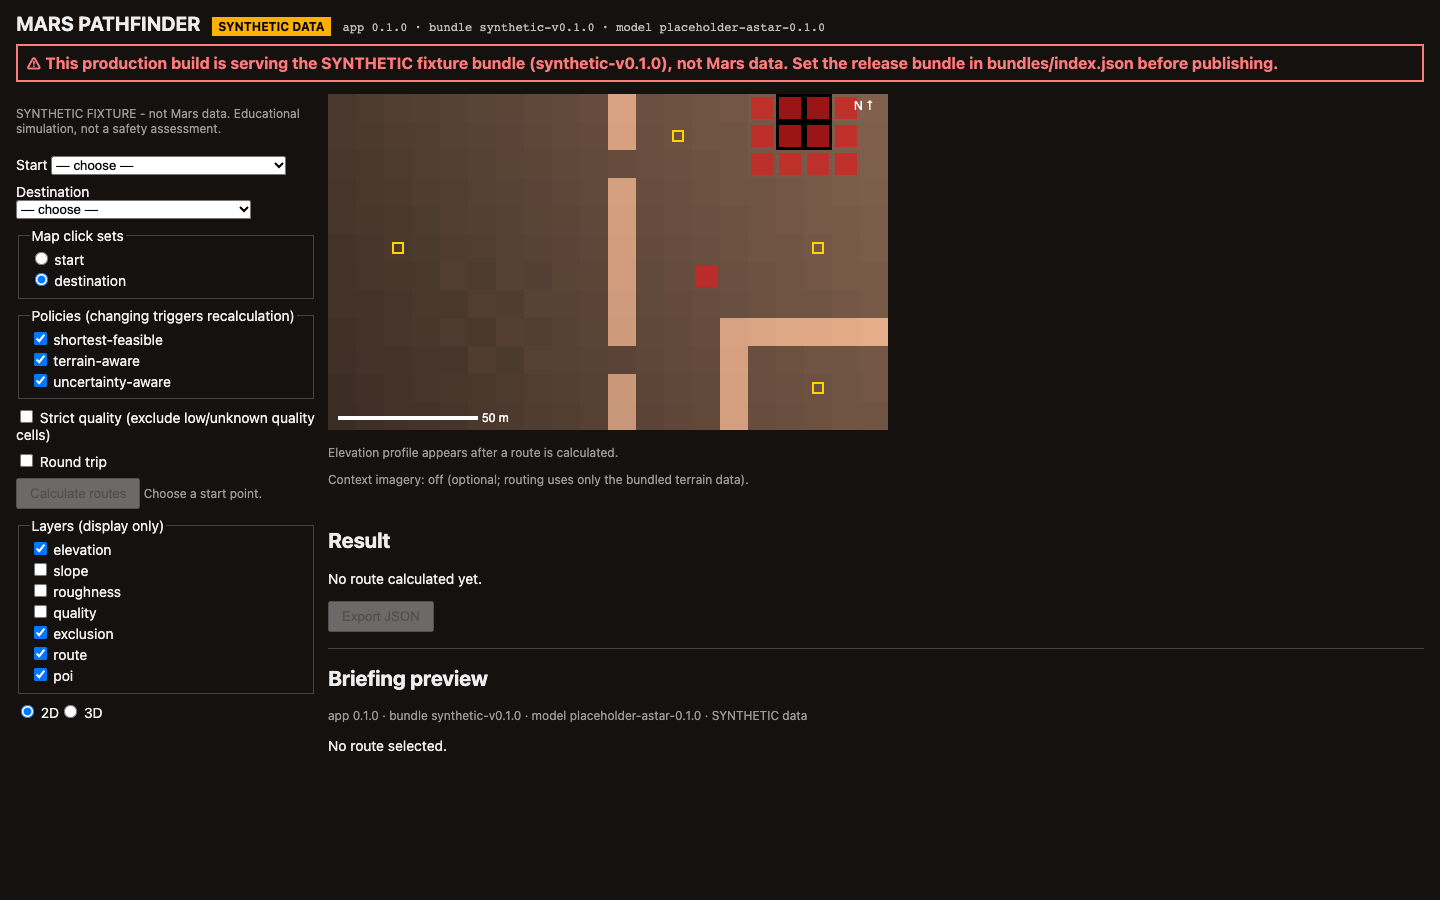 MARS PATHFINDER SYNTHETIC DATA app 0.1.0 · bundle synthetic-v0.1.0 · model placeholder-astar-0.1.0
⚠ This production build is serving the SYNTHETIC fixture bundle (synthetic-v0.1.0), not Mars data. Set the release bundle in bundles/index.json before publishing.
SYNTHETIC FIXTURE - not Mars data. Educational
simulation, not a safety assessment.
Start — choose —
Destination
— choose —
Map click sets
start
destination
Policies (changing triggers recalculation)
shortest-feasible
terrain-aware
uncertainty-aware
Strict quality (exclude low/unknown quality
cells)
Round trip
Calculate routes Choose a start point.
Layers (display only)
elevation
slope
roughness
quality
exclusion
route
poi
2D 3D
N ↑
50 m
Elevation profile appears after a route is calculated.
Context imagery: off (optional; routing uses only the bundled terrain data).
Result
No route calculated yet.
Export JSON
Briefing preview
app 0.1.0 · bundle synthetic-v0.1.0 · model placeholder-astar-0.1.0 · SYNTHETIC data
No route selected.